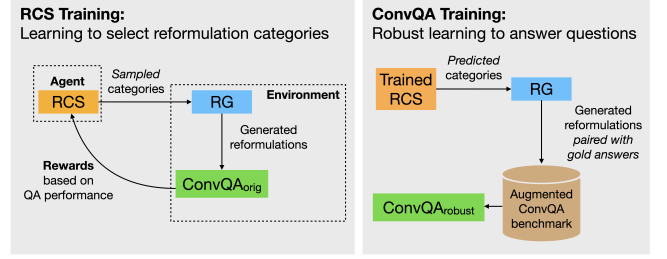 RCS Training:
Learning to select reformulation categories
Agent
RCS
Sampled
categories
RG
Environment
Generated
reformulations
Rewards
based on
QA performance
ConvQAorig
ConvQA Training:
Robust learning to answer questions
Trained
RCS
Predicted
categories
RG
Generated
reformulations
paired with
gold answers
Augmented
ConvQA
benchmark
ConvQArobust